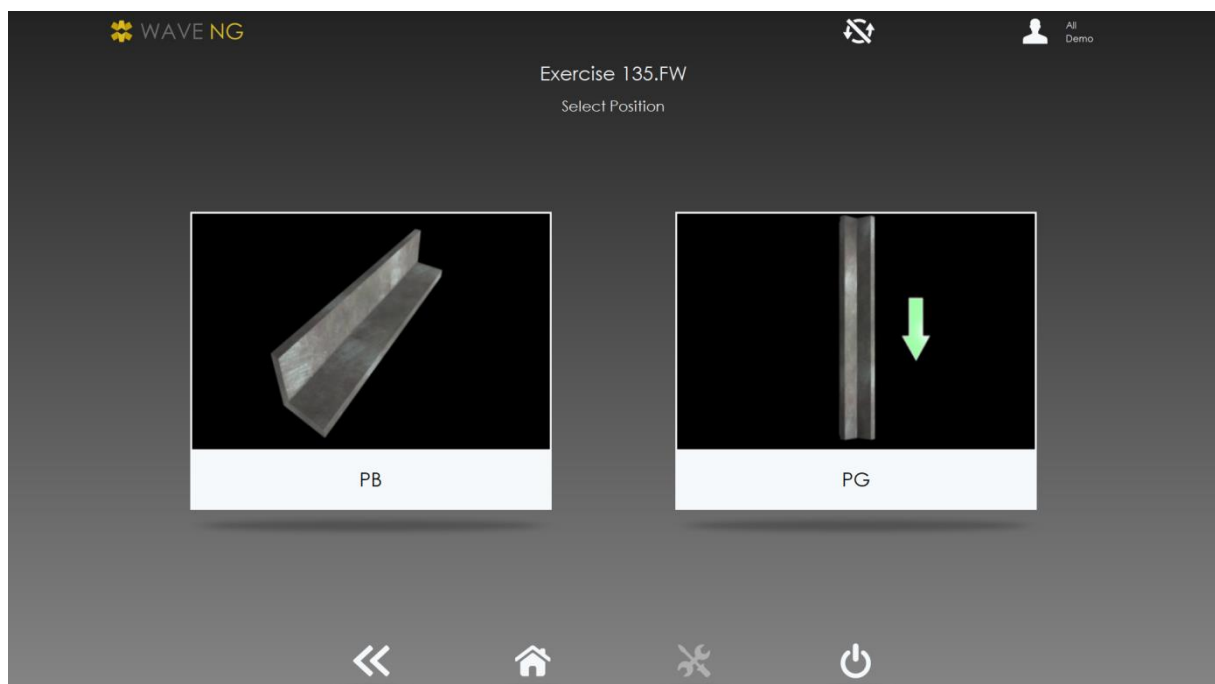 WAVE NG
All
Demo
Exercise 135.FW
Select Position
PB
PG